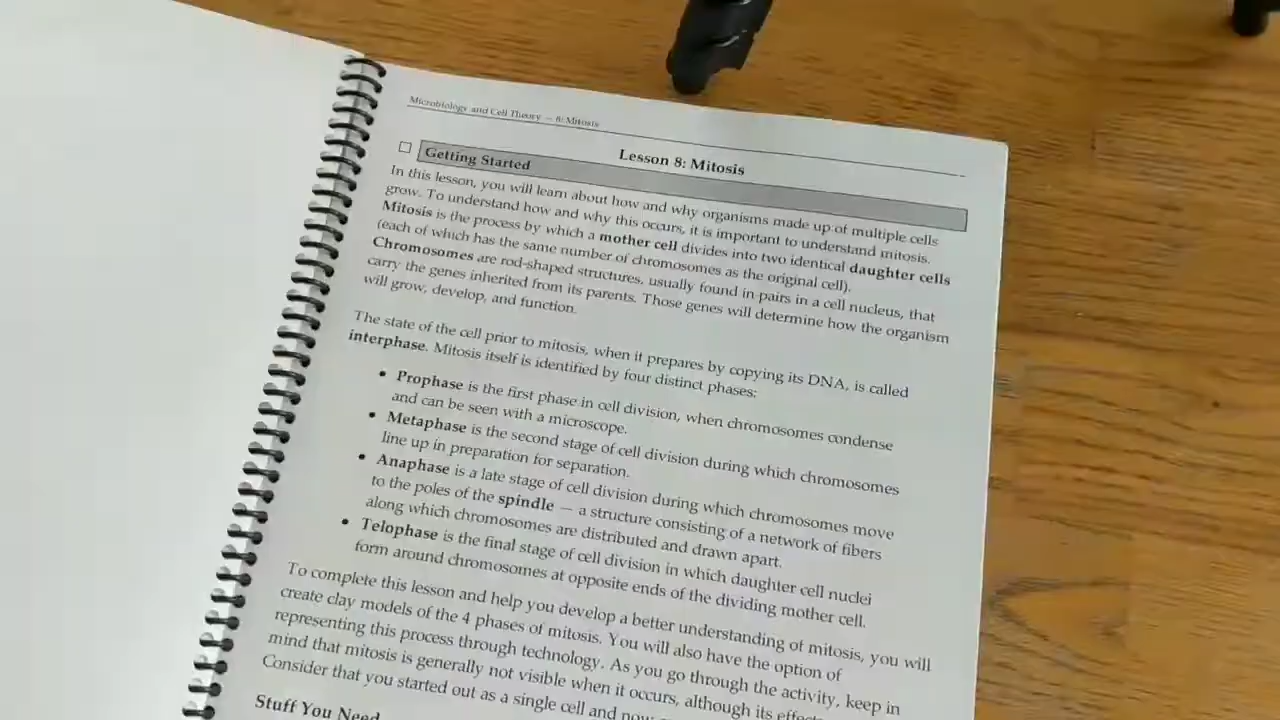 Microbiology and Cell Theory — 8: Mitosis
Lesson 8: Mitosis
Getting Started
In this lesson, you will learn about how and why organisms made up of multiple cells
grow. To understand how and why this occurs, it is important to understand mitosis.
Mitosis is the process by which a mother cell divides into two identical daughter cells
(each of which has the same number of chromosomes as the original cell).
Chromosomes are rod-shaped structures, usually found in pairs in a cell nucleus, that
carry the genes inherited from its parents. Those genes will determine how the organism
will grow, develop, and function.
The state of the cell prior to mitosis, when it prepares by copying its DNA, is called
interphase. Mitosis itself is identified by four distinct phases:
• Prophase is the first phase in cell division, when chromosomes condense
and can be seen with a microscope.
• Metaphase is the second stage of cell division during which chromosomes
line up in preparation for separation.
• Anaphase is a late stage of cell division during which chromosomes move
to the poles of the spindle — a structure consisting of a network of fibers
along which chromosomes are distributed and drawn apart.
• Telophase is the final stage of cell division in which daughter cell nuclei
form around chromosomes at opposite ends of the dividing mother cell.
To complete this lesson and help you develop a better understanding of mitosis, you will
create clay models of the 4 phases of mitosis. You will also have the option of
representing this process through technology. As you go through the activity, keep in
mind that mitosis is generally not visible when it occurs, although its
Consider that you started out as a single cell and now
Stuff You Need